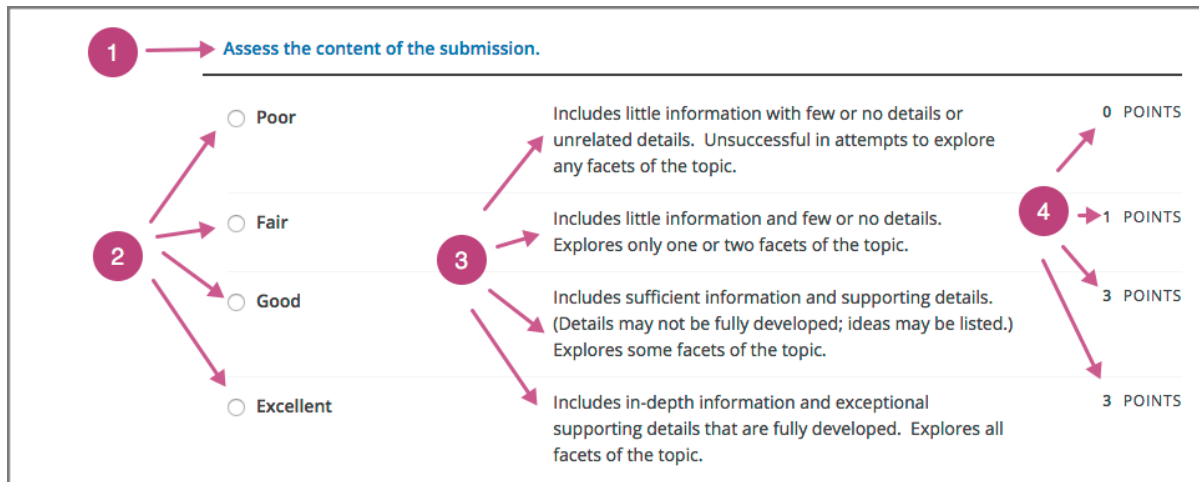 1 Assess the content of the submission.
Poor Includes little information with few or no details or 0 POINTS
unrelated details. Unsuccessful in attempts to explore
any facets of the topic.
4
Fair Includes little information and few or no details. 1 POINTS
Explores only one or two facets of the topic.
2 3
Good Includes sufficient information and supporting details. 3 POINTS
(Details may not be fully developed; ideas may be listed.)
Explores some facets of the topic.
Excellent Includes in-depth information and exceptional 3 POINTS
supporting details that are fully developed. Explores all
facets of the topic.